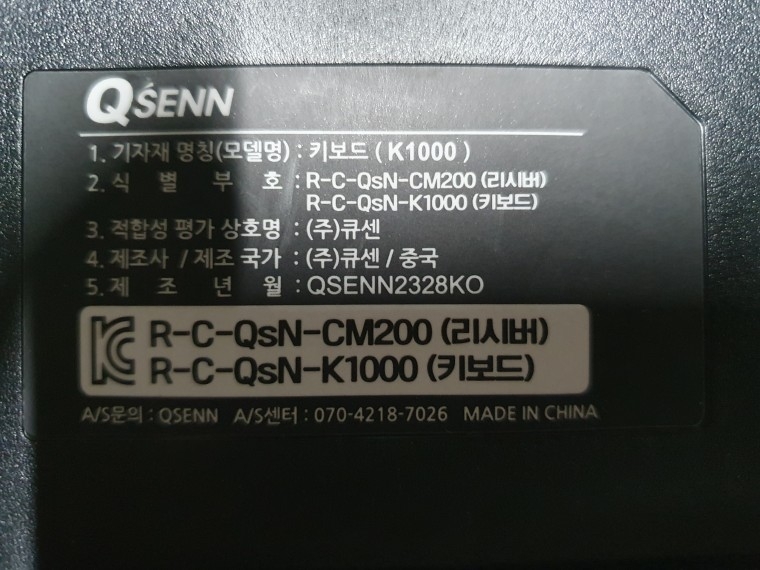 QSENN
1. 기자재 명칭(모델명) : 키보드 ( K1000 )
2. 식 별 부 호 : R-C-QsN-CM200 (리시버)
R-C-QsN-K1000 (키보드)
3. 적합성 평가 상호명 : (주)큐센
4. 제조사 / 제조 국가 : (주)큐센 / 중국
5. 제 조 년 월 : QSENN2328KO
R-C-QsN-CM200 (리시버)
R-C-QsN-K1000 (키보드)
A/S문의 : QSENN A/S센터 : 070-4218-7026 MADE IN CHINA